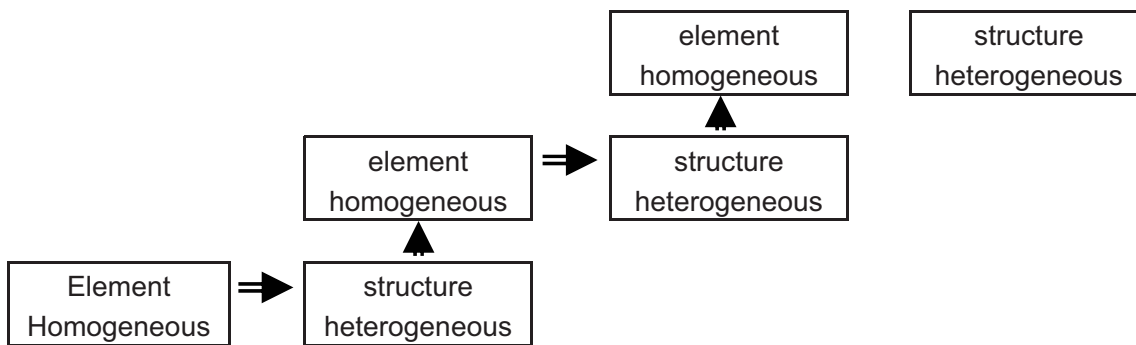 element
homogeneous
structure
heterogeneous
element
homogeneous
structure
heterogeneous
Element
Homogeneous
structure
heterogeneous